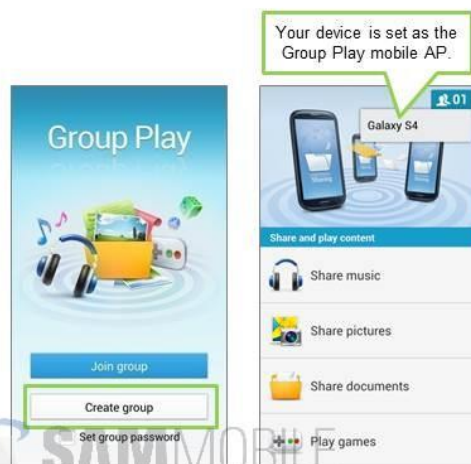 Your device is set as the
Group Play mobile AP.
Group Play
Join group
Create group
Set group password
01
Galaxy S4
Sharing
Share and play content
Share music
Share pictures
Share documents
Play games
SAMMOBILE